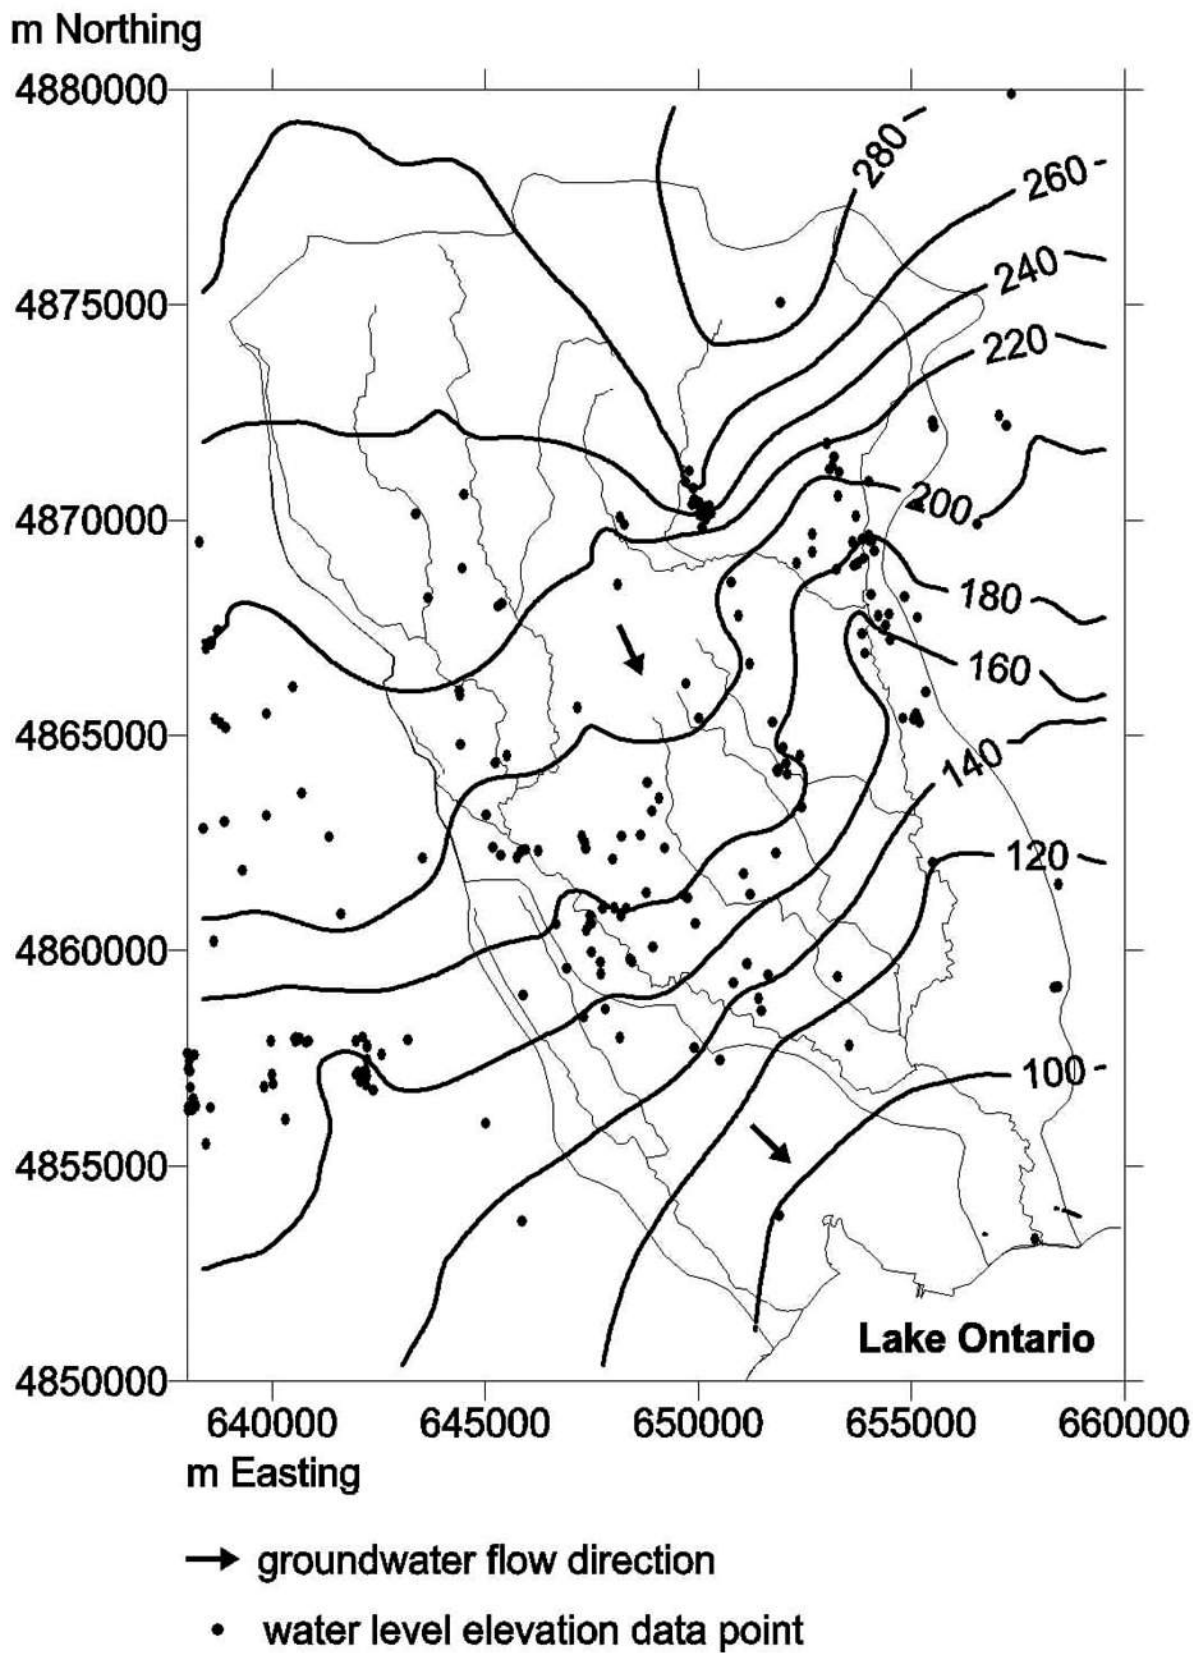 m Northing
4880000
280
260
240
4875000
220
4870000
200
180
160
4865000
140
120
4860000
100
4855000
Lake Ontario
4850000
640000 645000 650000 655000 660000
m Easting
groundwater flow direction
water level elevation data point